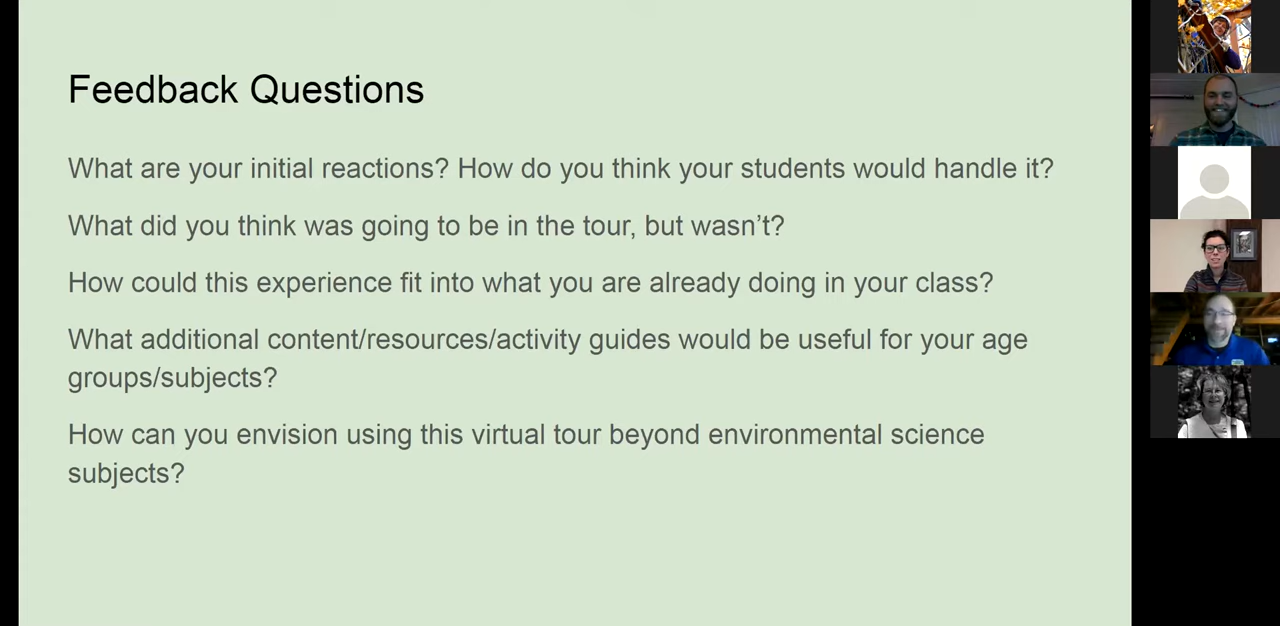 Feedback Questions
What are your initial reactions? How do you think your students would handle it?
What did you think was going to be in the tour, but wasn’t?
How could this experience fit into what you are already doing in your class?
What additional content/resources/activity guides would be useful for your age
groups/subjects?
How can you envision using this virtual tour beyond environmental science
subjects?